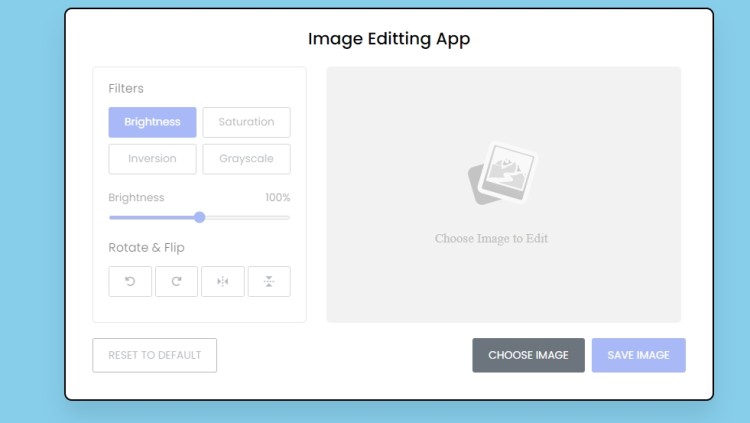 Image Editting App
Filters
Brightness
Saturation
Inversion
Grayscale
Brightness 100%
Rotate & Flip
Choose Image to Edit
RESET TO DEFAULT
CHOOSE IMAGE
SAVE IMAGE